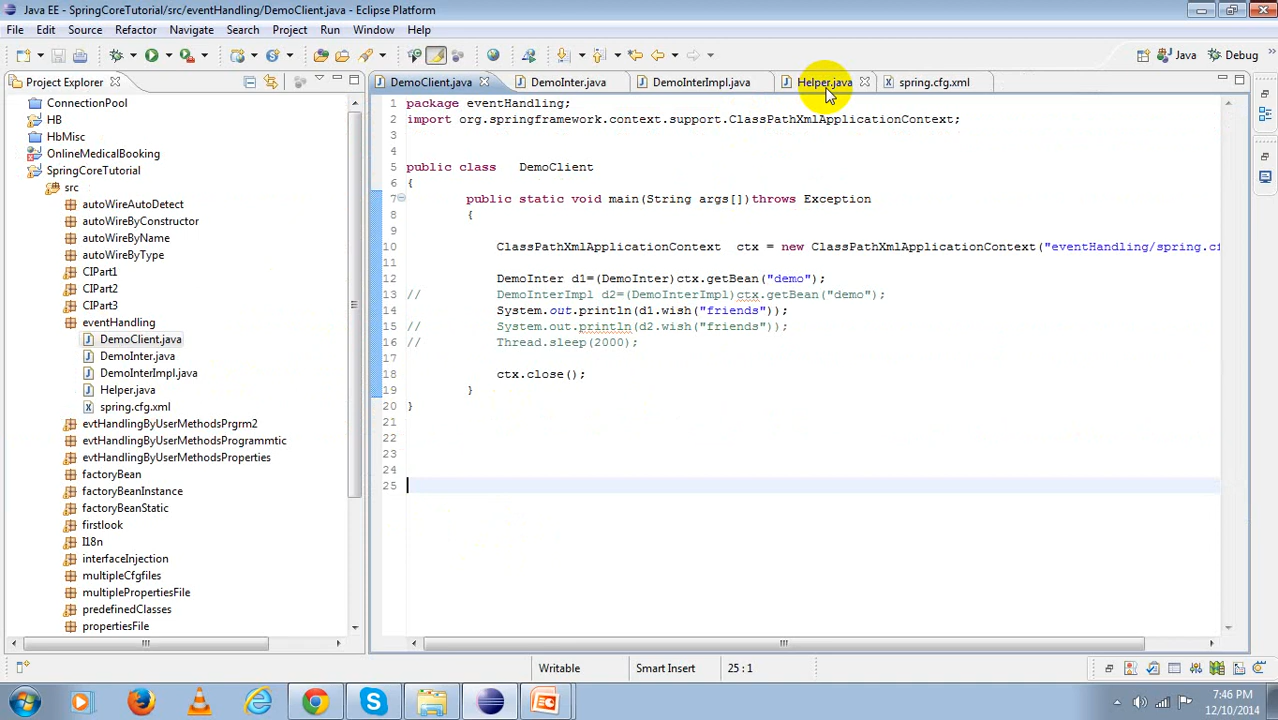 Java EE - SpringCoreTutorial/src/eventHandling/DemoClient.java - Eclipse Platform
File Edit Source Refactor Navigate Search Project Run Window Help
Java Debug
Project Explorer
DemoClient.java DemoInter.java DemoInterImpl.java Helper.java spring.cfg.xml
ConnectionPool
HB
HbMisc
OnlineMedicalBooking
SpringCoreTutorial
src
autoWireAutoDetect
autoWireByConstructor
autoWireByName
autoWireByType
CIPart1
CIPart2
CIPart3
eventHandling
DemoClient.java
DemoInter.java
DemoInterImpl.java
Helper.java
spring.cfg.xml
evtHandlingByUserMethodsPrgrm2
evtHandlingByUserMethodsProgrammtic
evtHandlingByUserMethodsProperties
factoryBean
factoryBeanInstance
factoryBeanStatic
firstlook
I18n
interfaceInjection
multipleCfgfiles
multiplePropertiesFile
predefinedClasses
propertiesFile
1 package eventHandling;
2 import org.springframework.context.support.ClassPathXmlApplicationContext;
3
4
5 public class DemoClient
6 {
7 public static void main(String args[])throws Exception
8 {
9
10 ClassPathXmlApplicationContext ctx = new ClassPathXmlApplicationContext("eventHandling/spring.cf
11
12 DemoInter d1=(DemoInter)ctx.getBean("demo");
13 // DemoInterImpl d2=(DemoInterImpl)ctx.getBean("demo");
14 System.out.println(d1.wish("friends"));
15 // System.out.println(d2.wish("friends"));
16 // Thread.sleep(2000);
17
18 ctx.close();
19 }
20 }
21
22
23
24
25
Writable Smart Insert 25 : 1
7:46 PM
12/10/2014